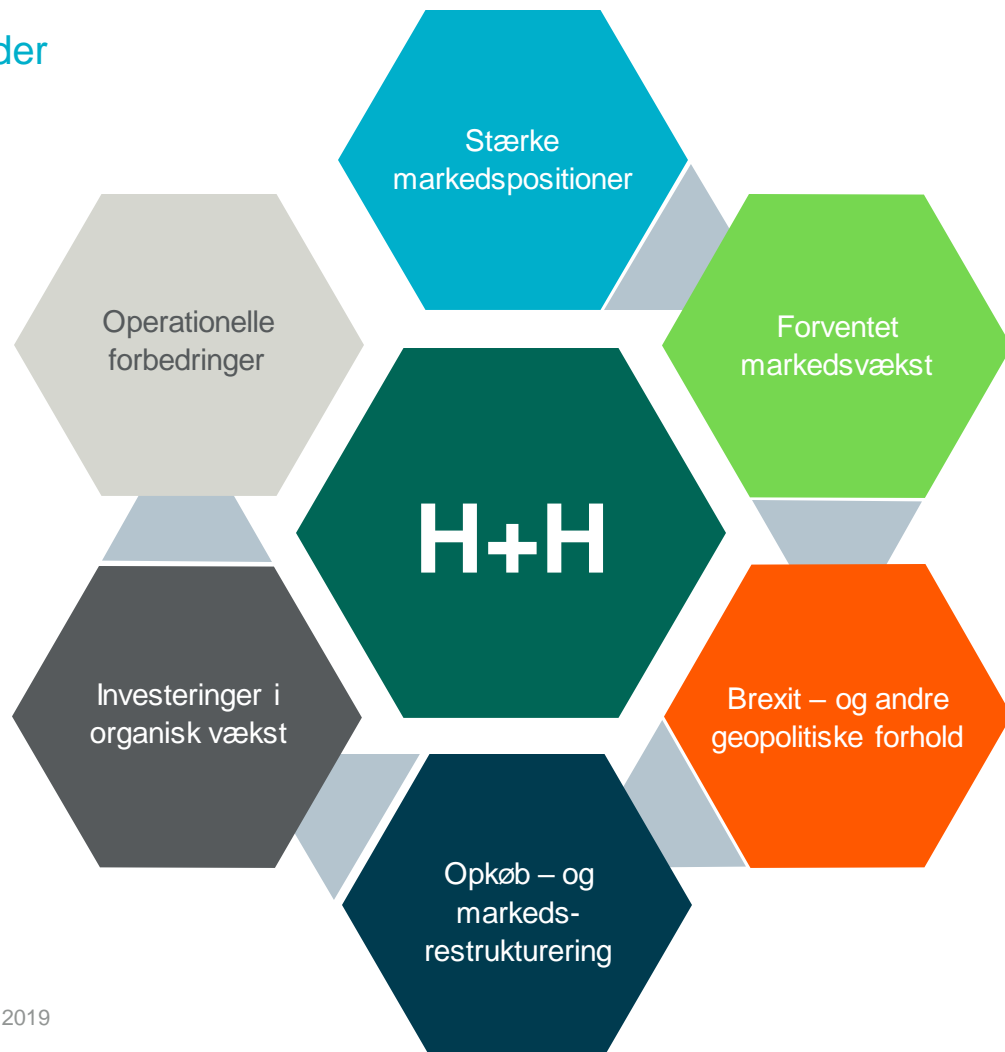 der
Stærke
markedspositioner
Operationelle
forbedringer
Forventet
markedsvækst
H+H
Investeringer i
organisk vækst
Brexit – og andre
geopolitiske forhold
Opkøb – og
markeds-
restrukturering
2019